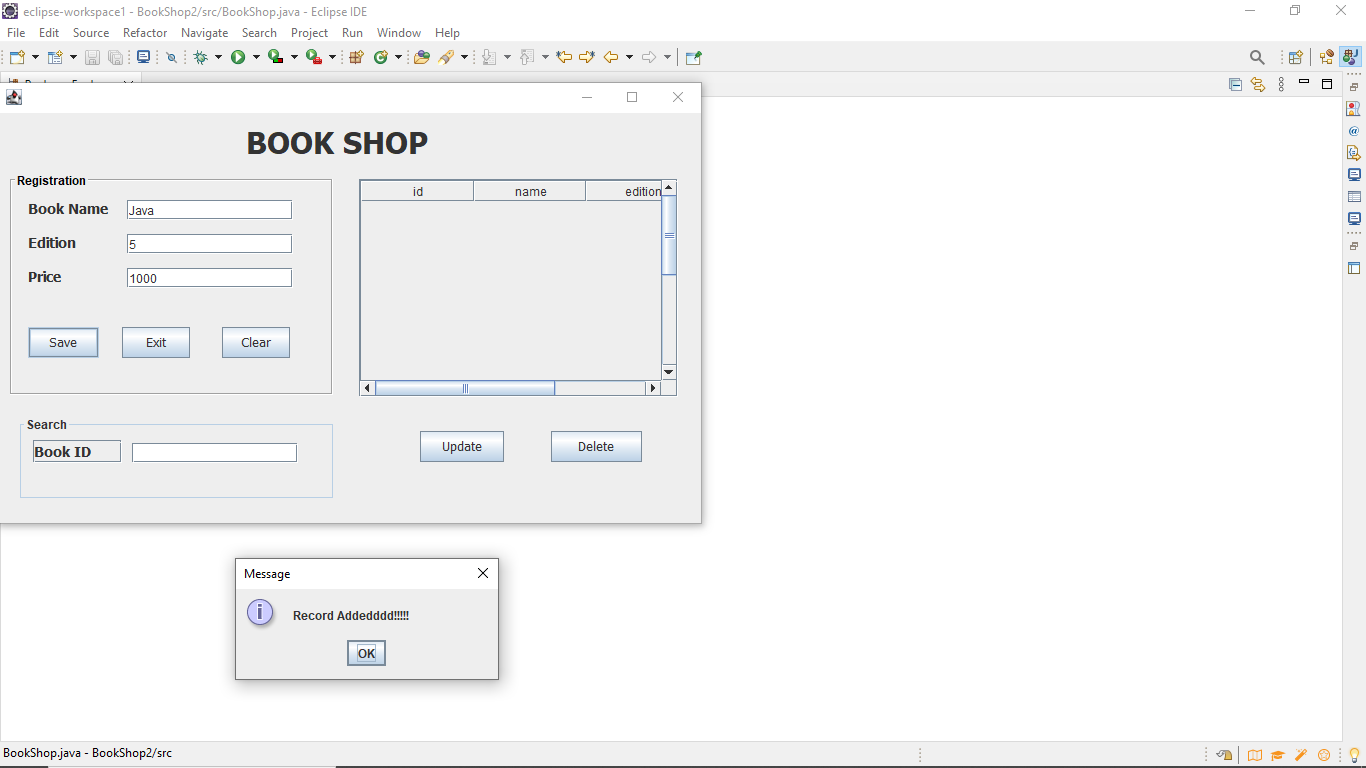 eclipse-workspace1 - BookShop2/src/BookShop.java - Eclipse IDE
File Edit Source Refactor Navigate Search Project Run Window Help
BOOK SHOP
Registration
Book Name Java
Edition 5
Price 1000
Save Exit Clear
id name edition
Search
Book ID
Update Delete
Message
Record Addedddd!!!!!
OK
BookShop.java - BookShop2/src